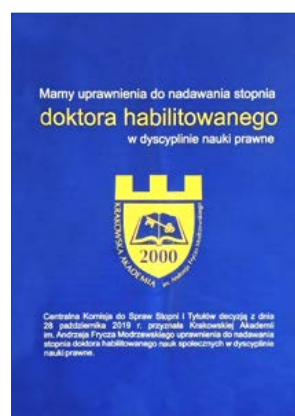 Mamy uprawnienia do nadawania stopnia
doktora habilitowanego
w dyscyplinie nauki prawne
KRAKOWSKA AKADEMIA
im. Andrzeja Frycza Modrzewskiego
2000
Centralna Komisja do Spraw Stopni i Tytułów decyzją z dnia
28 października 2019 r. przyznała Krakowskiej Akademii
im. Andrzeja Frycza Modrzewskiego uprawnienia do nadawania
stopnia doktora habilitowanego nauk społecznych w dyscyplinie
nauki prawne.